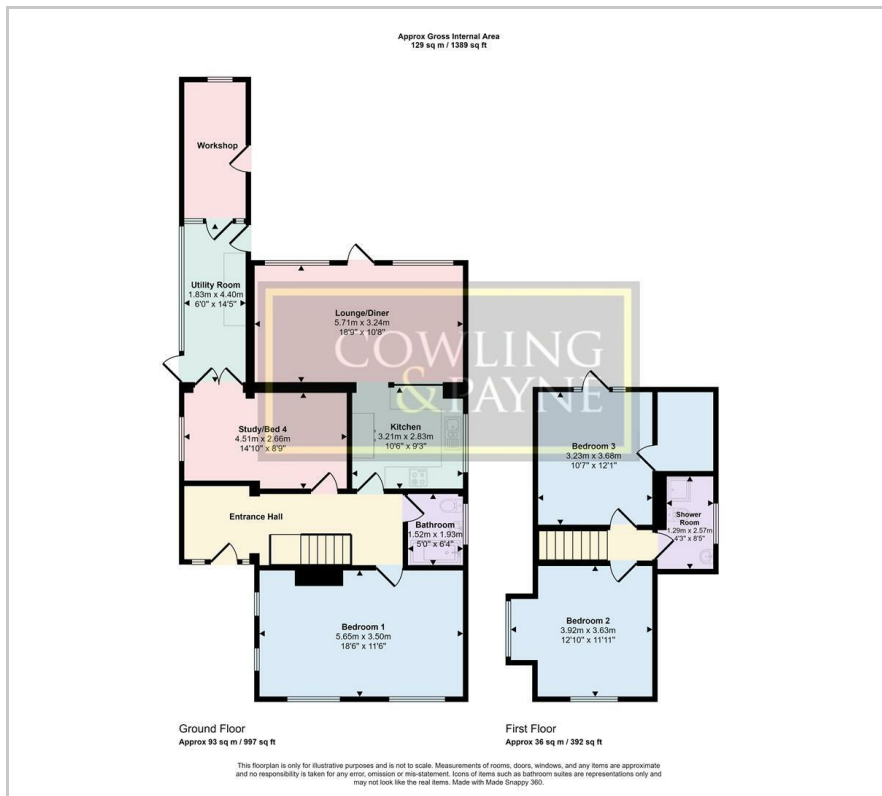 Approx Gross Internal Area
129 sq m / 1389 sq ft
Workshop
Utility Room
1.83m x 4.40m
6'0" x 14'5"
Lounge/Diner
5.71m x 3.24m
18'9" x 10'8"
COWLING
& PAYNE
Study/Bed 4
4.51m x 2.66m
14'10" x 8'9"
Kitchen
3.21m x 2.83m
10'6" x 9'3"
Bedroom 3
3.23m x 3.68m
10'7" x 12'1"
Entrance Hall
Bathroom
1.52m x 1.93m
5'0" x 6'4"
Shower
Room
1.29m x 2.57m
4'3" x 8'5"
Bedroom 1
5.65m x 3.50m
18'6" x 11'6"
Bedroom 2
3.92m x 3.63m
12'10" x 11'11"
Ground Floor
Approx 93 sq m / 997 sq ft
First Floor
Approx 36 sq m / 392 sq ft
This floorplan is only for illustrative purposes and is not to scale. Measurements of rooms, doors, windows, and any items are approximate
and no responsibility is taken for any error, omission or mis-statement. Icons of items such as bathroom suites are representations only and
may not look like the real items. Made with Made Snappy 360.